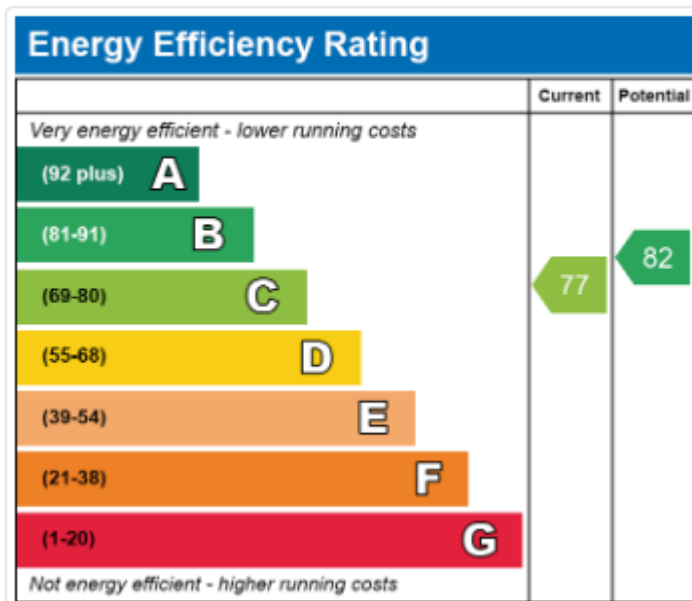 Energy Efficiency Rating
Current Potential
Very energy efficient - lower running costs
(92 plus) A
(81-91) B
(69-80) C
(55-68) D
(39-54) E
(21-38) F
(1-20) G
77
82
Not energy efficient - higher running costs